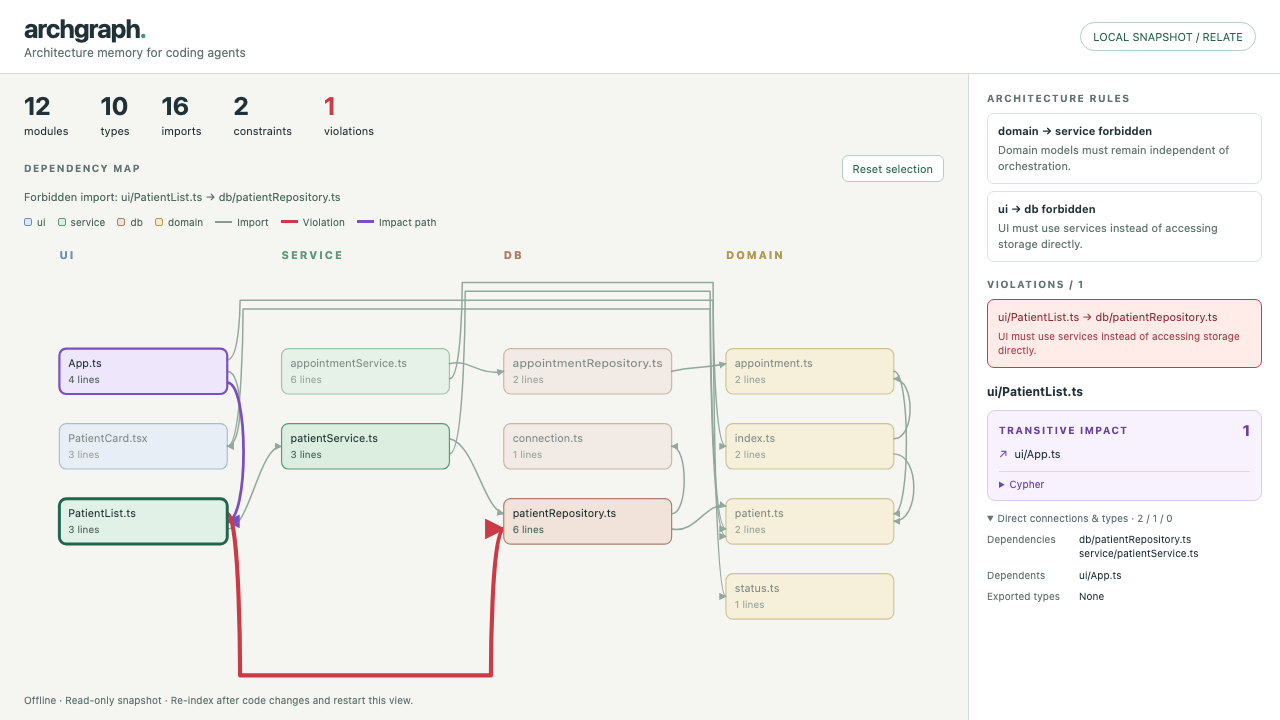 archgraph.
Architecture memory for coding agents
LOCAL SNAPSHOT / RELATE
12
modules
10
types
16
imports
2
constraints
1
violations
DEPENDENCY MAP
Reset selection
Forbidden import: ui/PatientList.ts → db/patientRepository.ts
ui
service
db
domain
Import
Violation
Impact path
UI
SERVICE
DB
DOMAIN
App.ts
4 lines
appointmentService.ts
6 lines
appointmentRepository.ts
2 lines
appointment.ts
2 lines
PatientCard.tsx
3 lines
patientService.ts
3 lines
connection.ts
1 lines
index.ts
2 lines
PatientList.ts
3 lines
patientRepository.ts
6 lines
patient.ts
2 lines
status.ts
1 lines
Offline · Read-only snapshot · Re-index after code changes and restart this view.
ARCHITECTURE RULES
domain → service forbidden
Domain models must remain independent of
orchestration.
ui → db forbidden
UI must use services instead of accessing
storage directly.
VIOLATIONS / 1
ui/PatientList.ts → db/patientRepository.ts
UI must use services instead of accessing storage
directly.
ui/PatientList.ts
TRANSITIVE IMPACT
1
↗ ui/App.ts
▶ Cypher
▼ Direct connections & types · 2 / 1 / 0
Dependencies
db/patientRepository.ts
service/patientService.ts
Dependents
ui/App.ts
Exported types
None